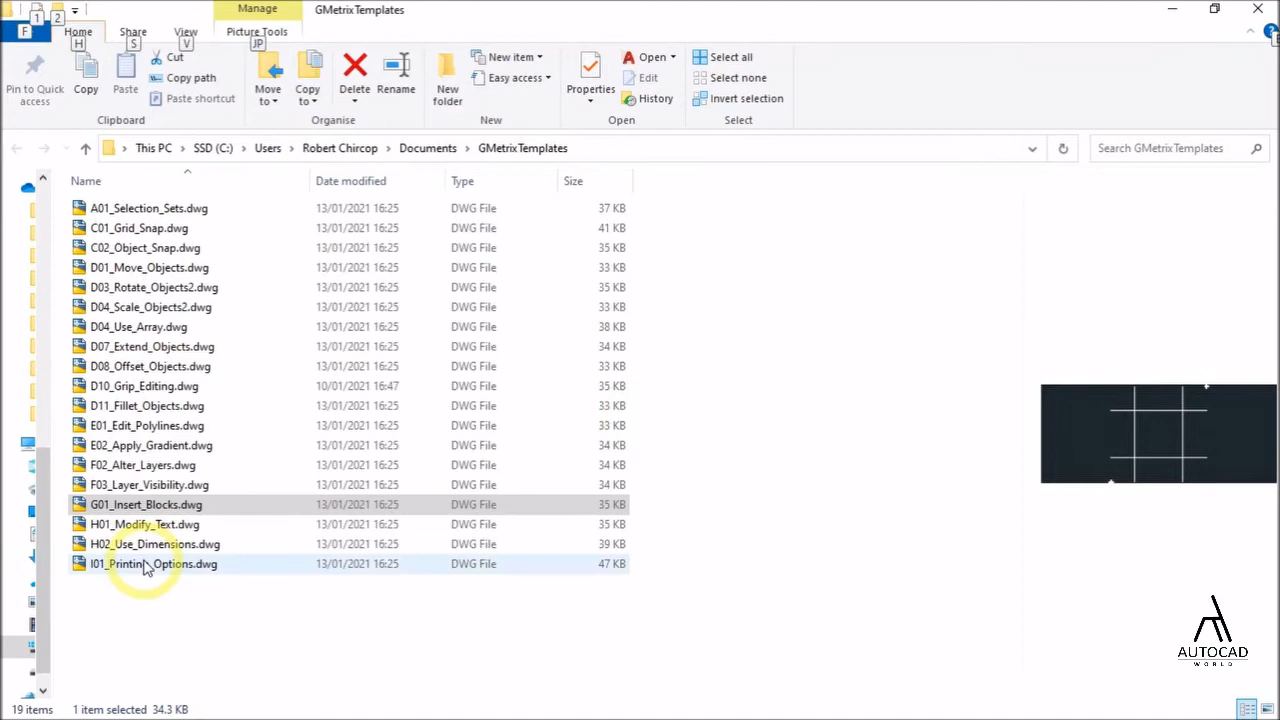 Manage
GMetrixTemplates
1
2
F
Home
Share
View
Picture Tools
H
S
V
JP
Pin to Quick access
Copy
Paste
Cut
Copy path
Paste shortcut
Clipboard
Move to
Copy to
Delete
Rename
Organise
New folder
New item
Easy access
New
Properties
Open
Edit
History
Open
Select all
Select none
Invert selection
Select
This PC > SSD (C:) > Users > Robert Chircop > Documents > GMetrixTemplates
Search GMetrixTemplates
Name Date modified Type Size
A01_Selection_Sets.dwg 13/01/2021 16:25 DWG File 37 KB
C01_Grid_Snap.dwg 13/01/2021 16:25 DWG File 41 KB
C02_Object_Snap.dwg 13/01/2021 16:25 DWG File 35 KB
D01_Move_Objects.dwg 13/01/2021 16:25 DWG File 33 KB
D03_Rotate_Objects2.dwg 13/01/2021 16:25 DWG File 35 KB
D04_Scale_Objects2.dwg 13/01/2021 16:25 DWG File 33 KB
D04_Use_Array.dwg 13/01/2021 16:25 DWG File 38 KB
D07_Extend_Objects.dwg 13/01/2021 16:25 DWG File 34 KB
D08_Offset_Objects.dwg 13/01/2021 16:25 DWG File 33 KB
D10_Grip_Editing.dwg 10/01/2021 16:47 DWG File 35 KB
D11_Fillet_Objects.dwg 13/01/2021 16:25 DWG File 33 KB
E01_Edit_Polylines.dwg 13/01/2021 16:25 DWG File 33 KB
E02_Apply_Gradient.dwg 13/01/2021 16:25 DWG File 34 KB
F02_Alter_Layers.dwg 13/01/2021 16:25 DWG File 34 KB
F03_Layer_Visibility.dwg 13/01/2021 16:25 DWG File 34 KB
G01_Insert_Blocks.dwg 13/01/2021 16:25 DWG File 35 KB
H01_Modify_Text.dwg 13/01/2021 16:25 DWG File 35 KB
H02_Use_Dimensions.dwg 13/01/2021 16:25 DWG File 39 KB
I01_Printing_Options.dwg 13/01/2021 16:25 DWG File 47 KB
AUTOCAD
WORLD
19 items 1 item selected 34.3 KB